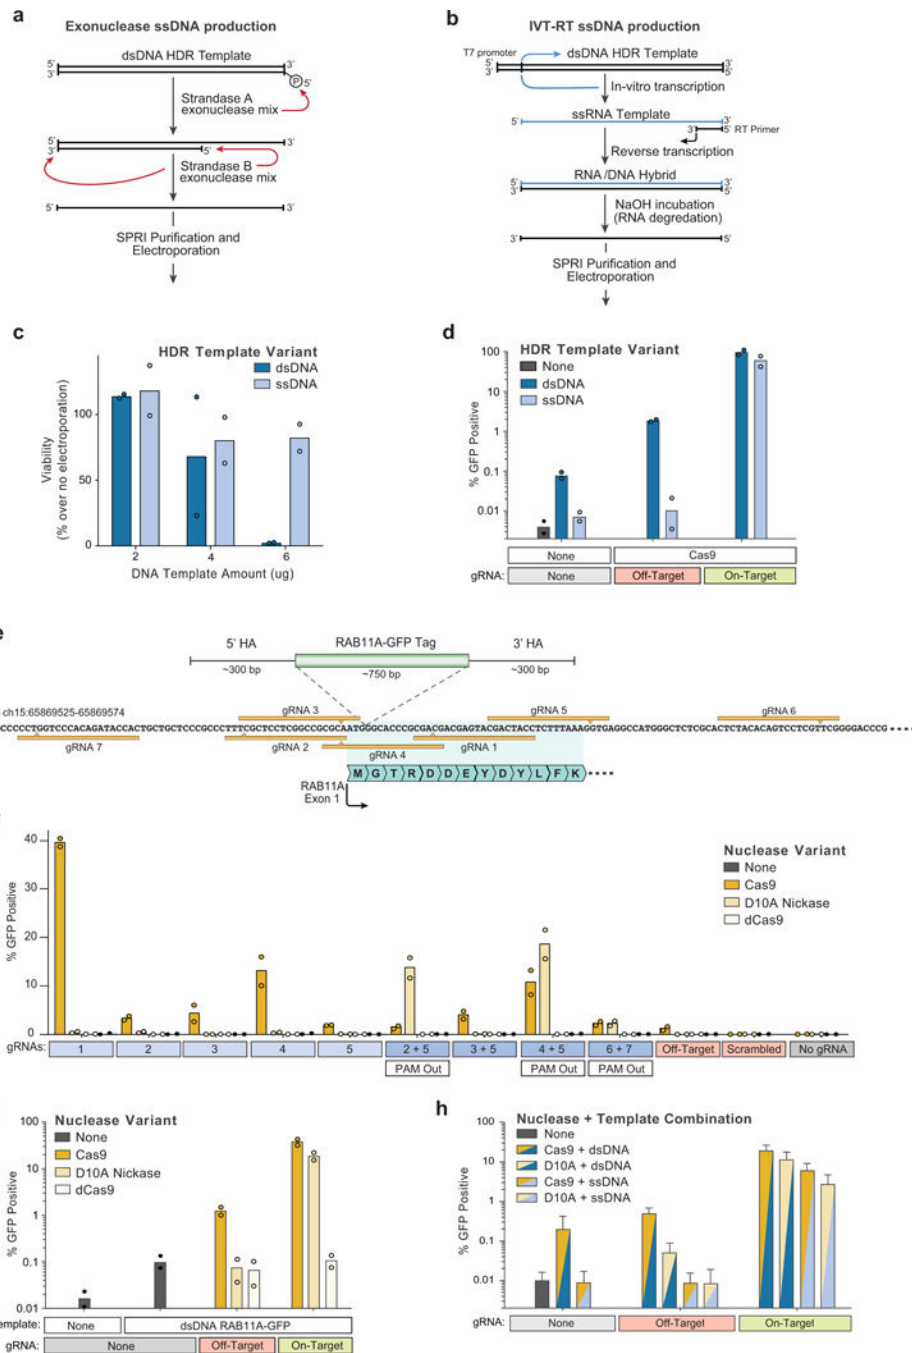 a
Exonuclease ssDNA production
dsDNA HDR Template
5' 3'
3' P 5'
Strandase A
exonuclease mix
5' 3'
3' 5'
Strandase B
exonuclease mix
5' 3'
SPRI Purification and
Electroporation
b
IVT-RT ssDNA production
T7 promoter
dsDNA HDR Template
5' 3'
3' 5'
In-vitro transcription
ssRNA Template
5' 3'
3' 5' RT Primer
Reverse transcription
RNA/DNA Hybrid
5' 3'
3' 5'
NaOH incubation
(RNA degredation)
3' 5'
SPRI Purification and
Electroporation
c
HDR Template Variant
dsDNA
ssDNA
Viability
(% over no electroporation)
100
50
0
2 4 6
DNA Template Amount (ug)
d
HDR Template Variant
None
dsDNA
ssDNA
% GFP Positive
100
10
1
0.1
0.01
None Cas9
gRNA: None Off-Target On-Target
e
5' HA RAB11A-GFP Tag 3' HA
~300 bp ~750 bp ~300 bp
ch15:65869525-65869574
gRNA 3 gRNA 5 gRNA 6
CCCCCTGGTCCCACAGATACCACTGCTGCTCCCGCCCTTTCGCTCCTCGGCCGCGCAATGGGCACCCGCGACGACGAGTACGACTACCTCTTTAAAGGTGAGGCCATGGGCTCTCGCACTCTACACAGTCCTCGTTCGGGGACCCG
gRNA 7 gRNA 2 gRNA 4 gRNA 1
M G T R D D E Y D Y L F K
RAB11A
Exon 1
Nuclease Variant
None
Cas9
D10A Nickase
dCas9
% GFP Positive
40
30
20
10
0
gRNAs: 1 2 3 4 5 2 + 5 3 + 5 4 + 5 6 + 7 Off-Target Scrambled No gRNA
PAM Out PAM Out PAM Out
Nuclease Variant
None
Cas9
D10A Nickase
dCas9
% GFP Positive
100
10
1
0.1
0.01
emplate: None dsDNA RAB11A-GFP
gRNA: None Off-Target On-Target
h
Nuclease + Template Combination
None
Cas9 + dsDNA
D10A + dsDNA
Cas9 + ssDNA
D10A + ssDNA
% GFP Positive
100
10
1
0.1
0.01
gRNA: None Off-Target On-Target